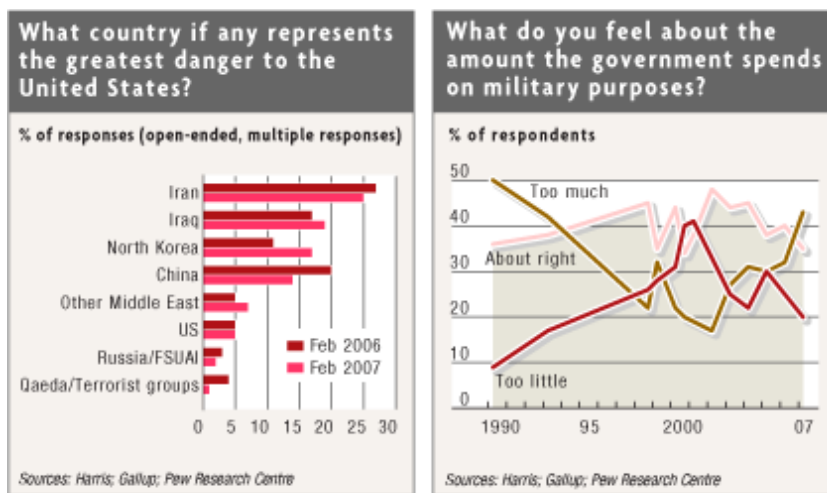 What country if any represents
the greatest danger to the
United States?
% of responses (open-ended, multiple responses)
Iran
Iraq
North Korea
China
Other Middle East
US
Russia/FSUAI
Qaeda/Terrorist groups
Feb 2006
Feb 2007
0 5 10 15 20 25 30
Sources: Harris; Gallup; Pew Research Centre
What do you feel about the
amount the government spends
on military purposes?
% of respondents
50
40
30
20
10
0
Too much
About right
Too little
1990 95 2000 07
Sources: Harris; Gallup; Pew Research Centre